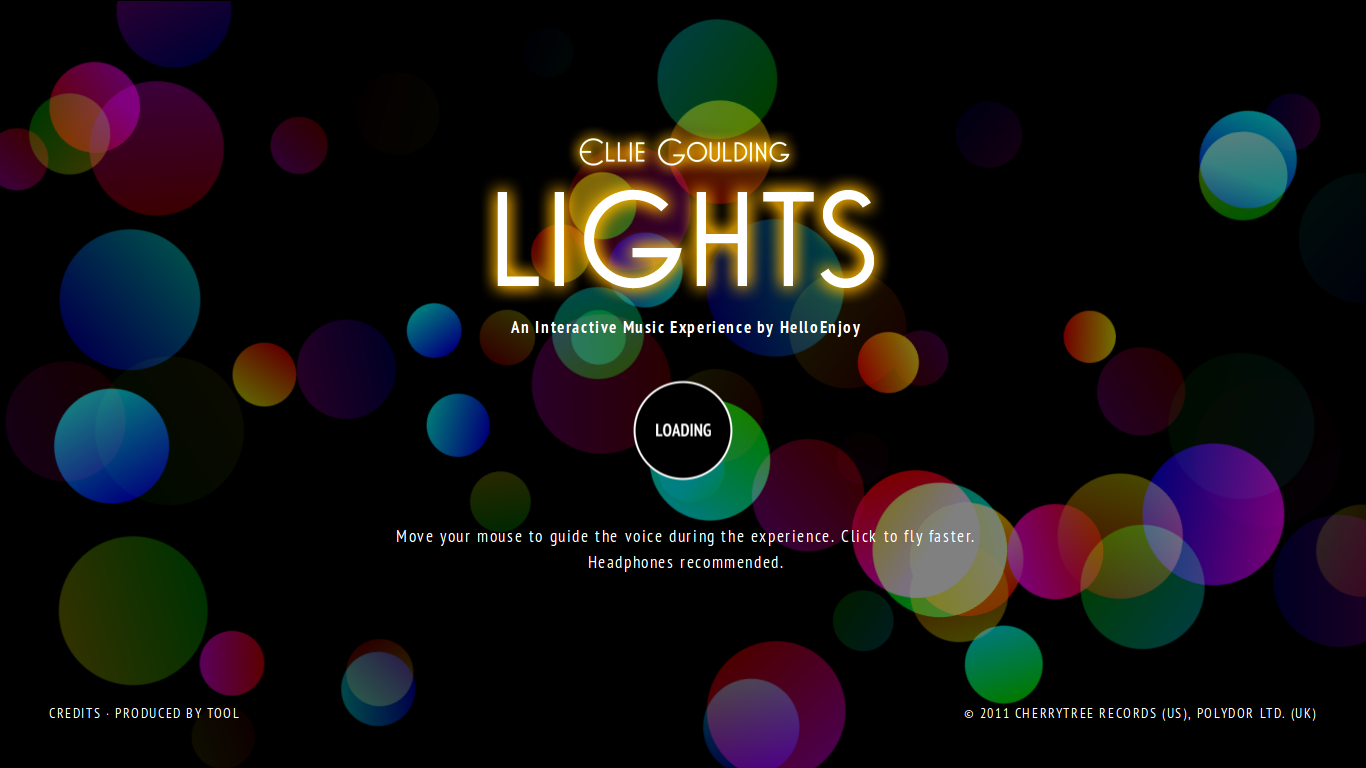 ELLIE GOULDING
LIGHTS
An Interactive Music Experience by HelloEnjoy
LOADING
Move your mouse to guide the voice during the experience. Click to fly faster.
Headphones recommended.
CREDITS · PRODUCED BY TOOL
© 2011 CHERRYTREE RECORDS (US), POLYDOR LTD. (UK)